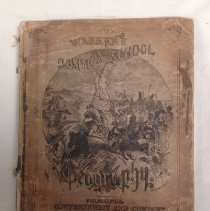 WARREN'S
COMMON-SCHOOL
Geography.
PHILADELPHIA
COWPERTHWAIT AND COMPANY